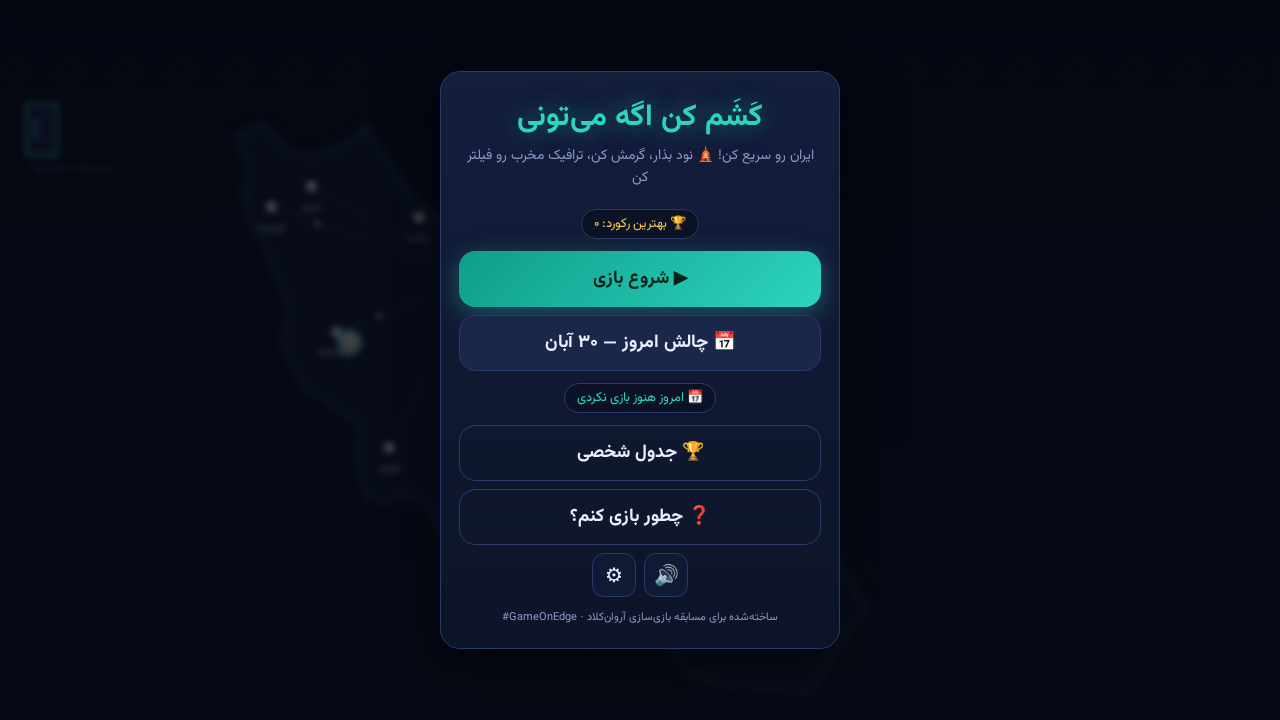 کَشَم کن اگه می‌تونی
ایران رو سریع کن! 🛕 نود بذار، گرمش کن، ترافیک مخرب رو فیلتر
کن
🏆 بهترین رکورد: ۰
▶ شروع بازی
📅 چالش امروز — ۳۰ آبان
📅 امروز هنوز بازی نکردی
🏆 جدول شخصی
❓ چطور بازی کنم؟
ساخته‌شده برای مسابقه بازی‌سازی آروان‌کلاد · #GameOnEdge